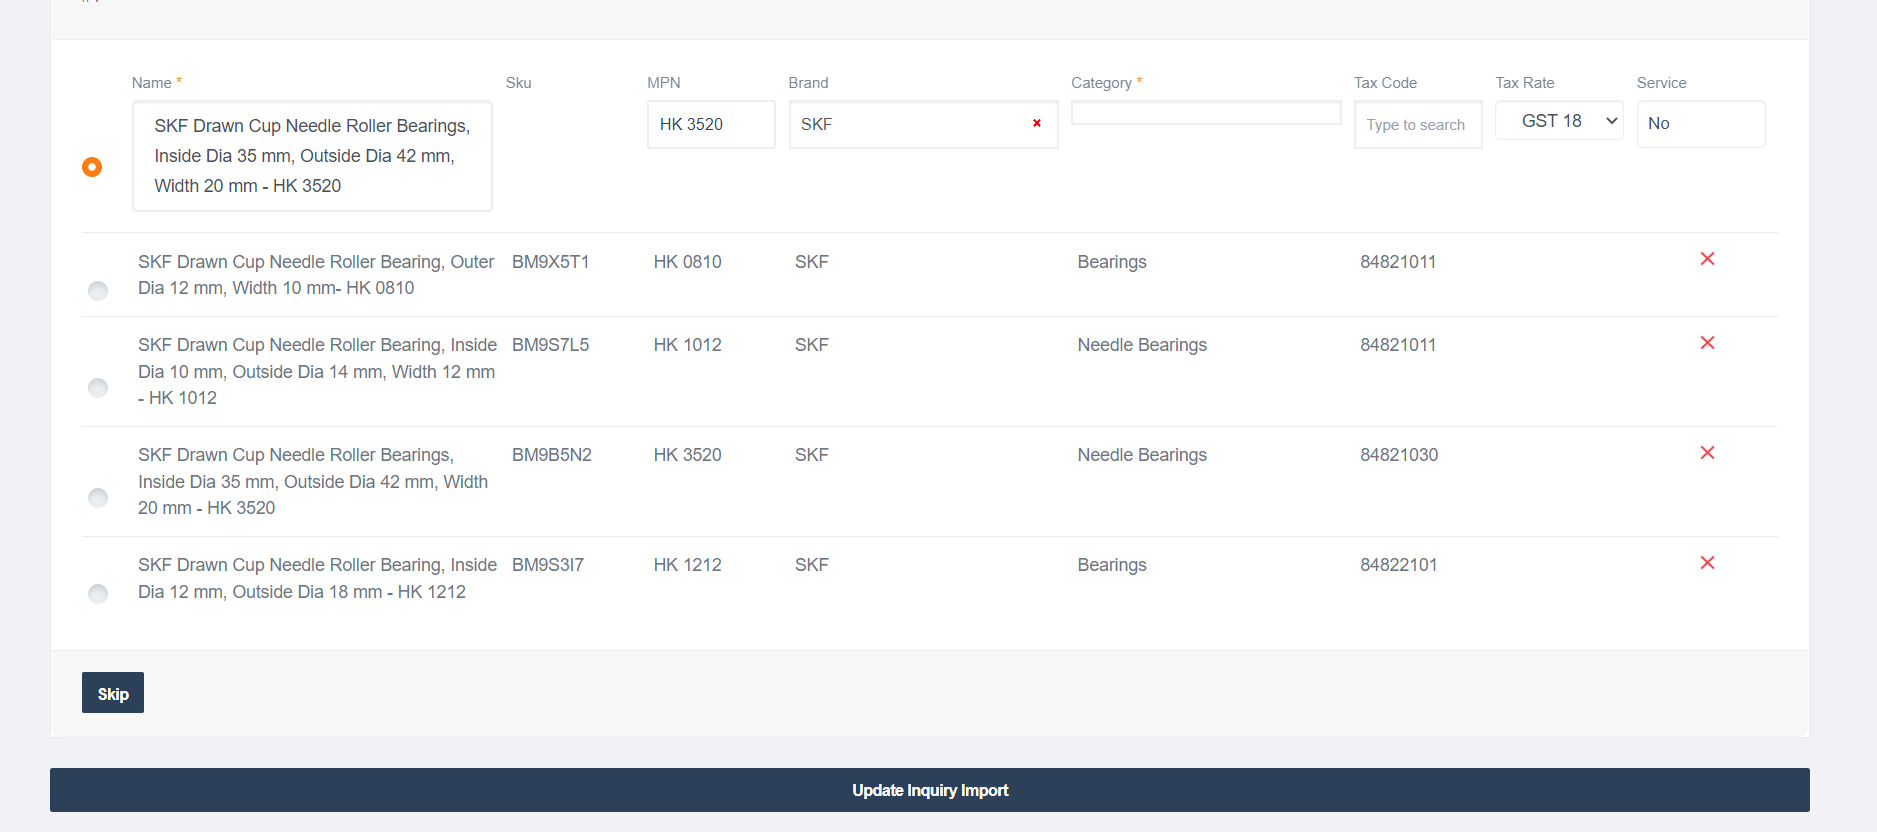 Name *
Sku
MPN
Brand
Category *
Tax Code
Tax Rate
Service
SKF Drawn Cup Needle Roller Bearings,
Inside Dia 35 mm, Outside Dia 42 mm,
Width 20 mm - HK 3520
HK 3520
SKF
×
Type to search
GST 18
No
SKF Drawn Cup Needle Roller Bearing, Outer
Dia 12 mm, Width 10 mm- HK 0810
BM9X5T1
HK 0810
SKF
Bearings
84821011
SKF Drawn Cup Needle Roller Bearing, Inside
Dia 10 mm, Outside Dia 14 mm, Width 12 mm
- HK 1012
BM9S7L5
HK 1012
SKF
Needle Bearings
84821011
SKF Drawn Cup Needle Roller Bearings,
Inside Dia 35 mm, Outside Dia 42 mm, Width
20 mm - HK 3520
BM9B5N2
HK 3520
SKF
Needle Bearings
84821030
SKF Drawn Cup Needle Roller Bearing, Inside
Dia 12 mm, Outside Dia 18 mm - HK 1212
BM9S3I7
HK 1212
SKF
Bearings
84822101
Skip
Update Inquiry Import